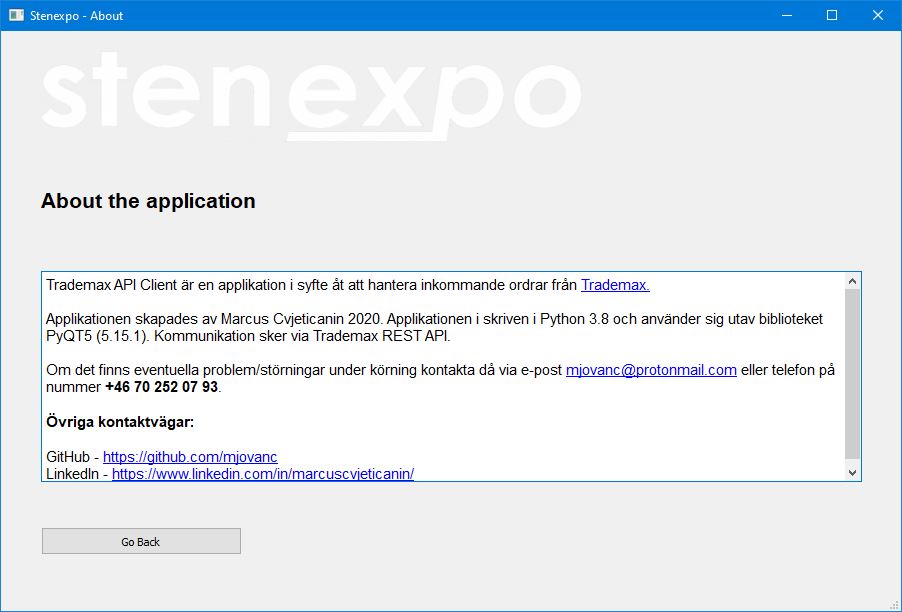 Stenexpo - About
stenexpo
About the application
Trademax API Client är en applikation i syfte åt att hantera inkommande ordrar från Trademax.
Applikationen skapades av Marcus Cvjeticanin 2020. Applikationen i skriven i Python 3.8 och använder sig utav biblioteket
PyQT5 (5.15.1). Kommunikation sker via Trademax REST API.
Om det finns eventuella problem/störningar under körning kontakta då via e-post mjovanc@protonmail.com eller telefon på
nummer +46 70 252 07 93.
Övriga kontaktvägar:
GitHub - https://github.com/mjovanc
LinkedIn - https://www.linkedin.com/in/marcuscvjeticanin/
Go Back